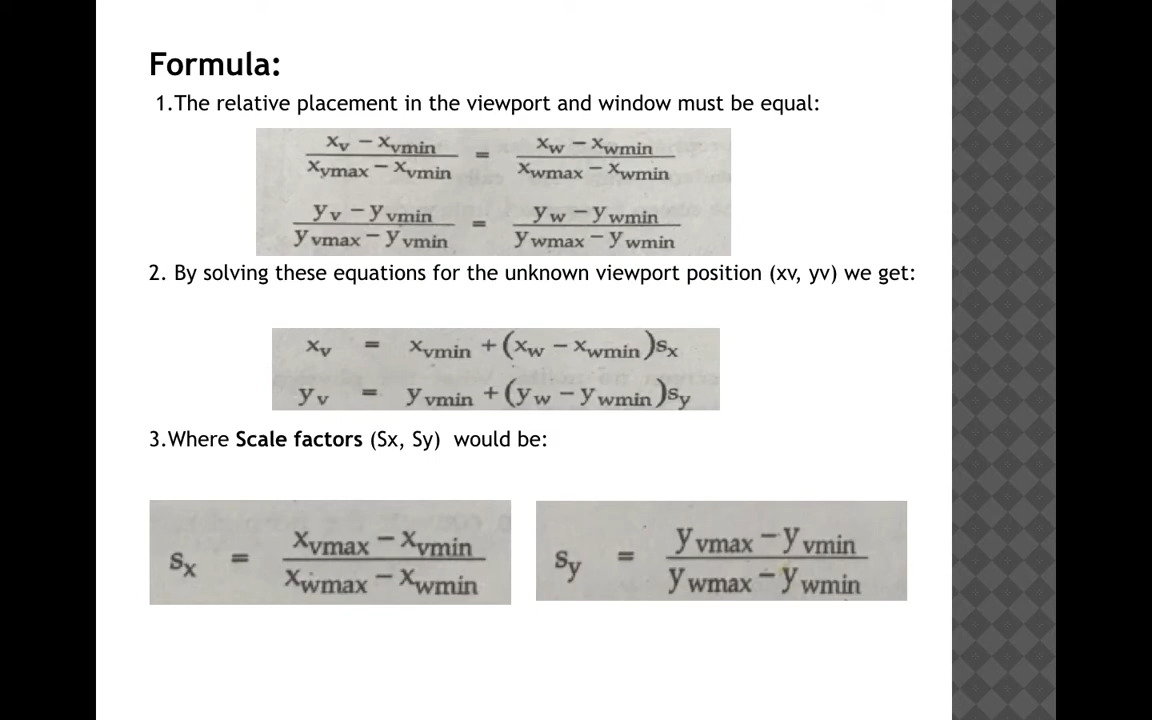 Formula:
1.The relative placement in the viewport and window must be equal:
xv − xvmin / xymax − xvmin = xw − xwmin / xwmax − xwmin
yv − yvmin / yvmax − yvmin = yw − ywmin / ywmax − ywmin
2. By solving these equations for the unknown viewport position (xv, yv) we get:
xv = xvmin + (xw − xwmin)sx
yv = yvmin + (yw − ywmin)sy
3.Where Scale factors (Sx, Sy) would be:
sx = xvmax − xvmin / xwmax − xwmin
sy = yvmax − yvmin / ywmax − ywmin